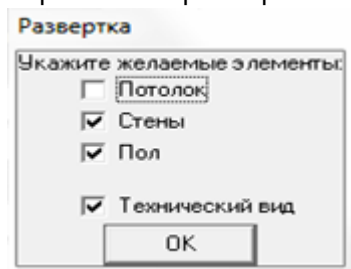 Развертка
Укажите желаемые элементы:
Потолок
Стены
Пол
Технический вид
OK